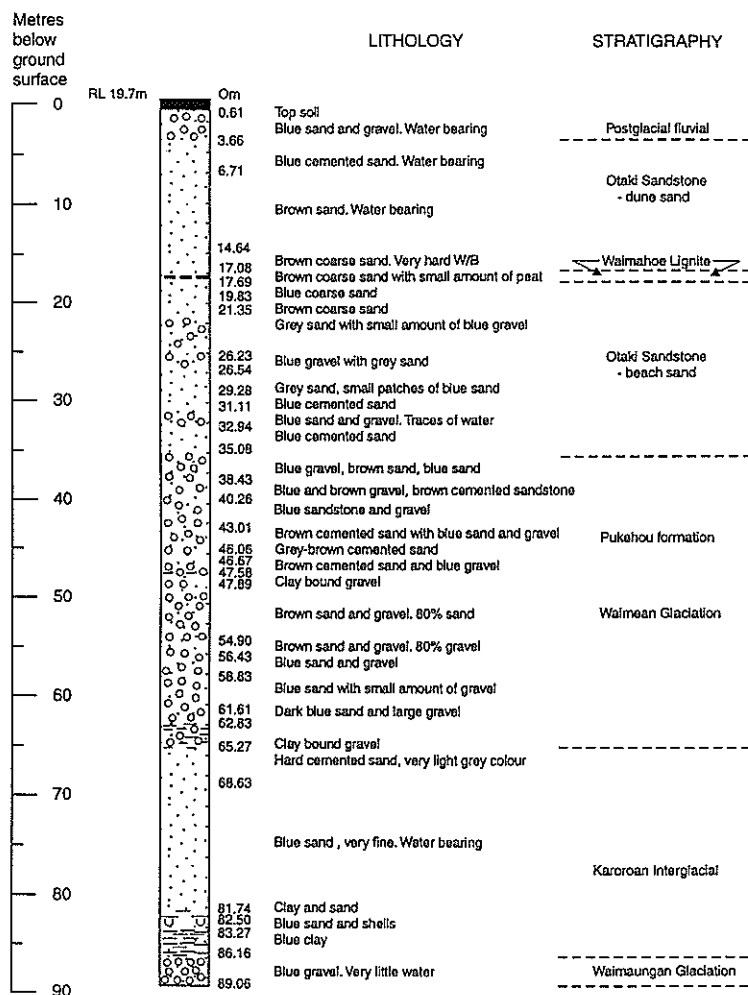 Metres
below
ground
surface
LITHOLOGY
STRATIGRAPHY
RL 19.7m
0m
0
0.61
Top soil
Blue sand and gravel. Water bearing
Postglacial fluvial
3.66
Blue cemented sand. Water bearing
6.71
Otaki Sandstone
- dune sand
10
Brown sand. Water bearing
14.64
Brown coarse sand. Very hard W/B
Waimahoe Lignite
17.08
Brown coarse sand with small amount of peat
17.69
Blue coarse sand
19.83
20
Brown coarse sand
21.35
Grey sand with small amount of blue gravel
26.23
Blue gravel with grey sand
26.54
Otaki Sandstone
- beach sand
Grey sand, small patches of blue sand
29.28
30
Blue cemented sand
31.11
Blue sand and gravel. Traces of water
32.94
Blue cemented sand
35.08
Blue gravel, brown sand, blue sand
38.43
Blue and brown gravel, brown cemented sandstone
40
40.26
Blue sandstone and gravel
43.01
Brown cemented sand with blue sand and gravel
Pukehou formation
46.06
Grey-brown cemented sand
46.67
Brown cemented sand and blue gravel
47.58
Clay bound gravel
47.89
50
Brown sand and gravel. 80% sand
Waimean Glaciation
54.90
Brown sand and gravel. 80% gravel
56.43
Blue sand and gravel
58.83
60
Blue sand with small amount of gravel
61.61
Dark blue sand and large gravel
62.83
Clay bound gravel
65.27
Hard cemented sand, very light grey colour
68.63
70
Blue sand , very fine. Water bearing
Karoroan Interglacial
80
81.74
Clay and sand
82.50
Blue sand and shells
83.27
Blue clay
86.16
Blue gravel. Very little water
Waimaungan Glaciation
89.06
90